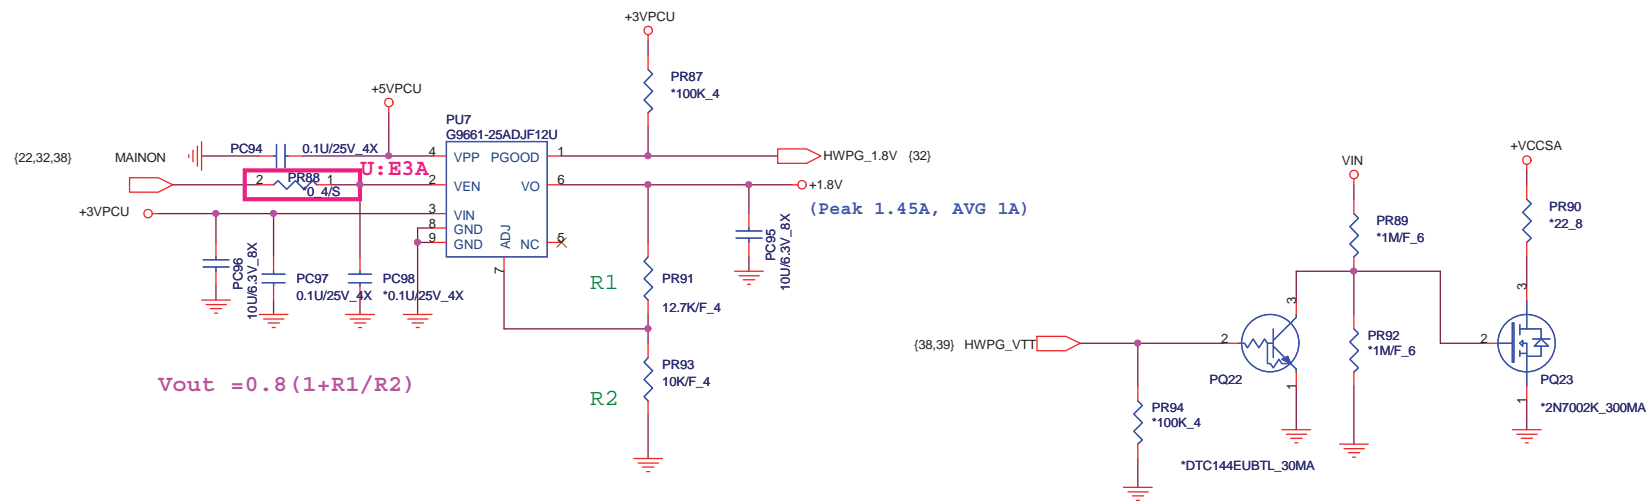 +3VPCU
PR87
*100K_4
+5VPCU
PU7
G9661-25ADJF12U
{22,32,38}
MAINON
PC94
0.1U/25V_4X
4
VPP
PGOOD
1
HWPG_1.8V {32}
U:E3A
2
PR88
1
*0_4/S
2
VEN
VO
6
+1.8V
(Peak 1.45A, AVG 1A)
+3VPCU
3
VIN
8
GND
9
GND
ADJ
NC
5
7
PC96
10U/6.3V_8X
PC97
0.1U/25V_4X
PC98
*0.1U/25V_4X
PC95
10U/6.3V_8X
R1
PR91
12.7K/F_4
PR93
10K/F_4
R2
Vout =0.8(1+R1/R2)
VIN
+VCCSA
PR89
*1M/F_6
PR90
*22_8
3
3
{38,39} HWPG_VTT
2
PQ22
1
PR92
*1M/F_6
2
PQ23
1
*2N7002K_300MA
PR94
*100K_4
*DTC144EUBTL_30MA